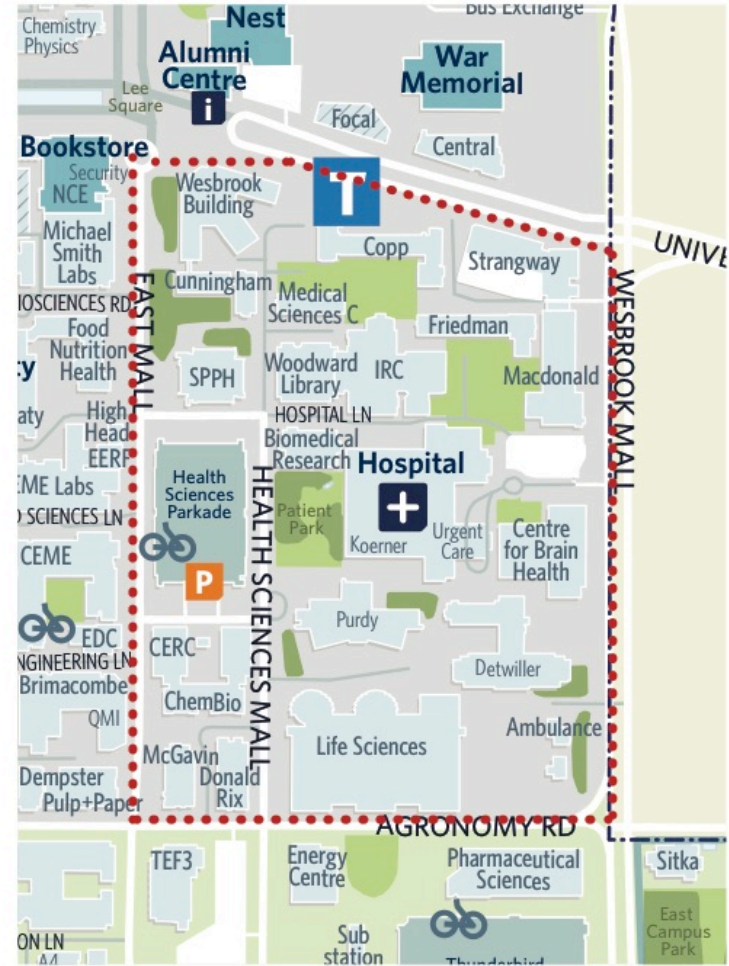 Bus Exchange
Nest
Chemistry
Physics
Alumni
Centre
War
Memorial
Lee
Square
i
Focal
Central
Bookstore
Security
NCE
Wesbrook
Building
T
Michael
Smith
Labs
Copp
Strangway
UNIVE
Cunningham
Medical
Sciences C
IOSCIENCES RD
EAST MALL
WESBROOK MALL
Food
Nutrition
Health
Friedman
Woodward
Library
IRC
SPPH
Macdonald
ty
aty
High
Head
EERF
HOSPITAL LN
Biomedical
Research
Hospital
EME Labs
Health
Sciences
Parkade
HEALTH SCIENCES MALL
Patient
Park
Koerner
Urgent
Care
Centre
for Brain
Health
D SCIENCES LN
CEME
P
EDC
NGINEERING LN
Brimacombe
QMI
CERC
Purdy
Detwiller
ChemBio
Life Sciences
Ambulance
McGavin
Donald
Rix
Dempster
Pulp+Paper
AGRONOMY RD
TEF3
Energy
Centre
Pharmaceutical
Sciences
Sitka
East
Campus
Park
Sub
station
Thunderbird
ON LN
A4